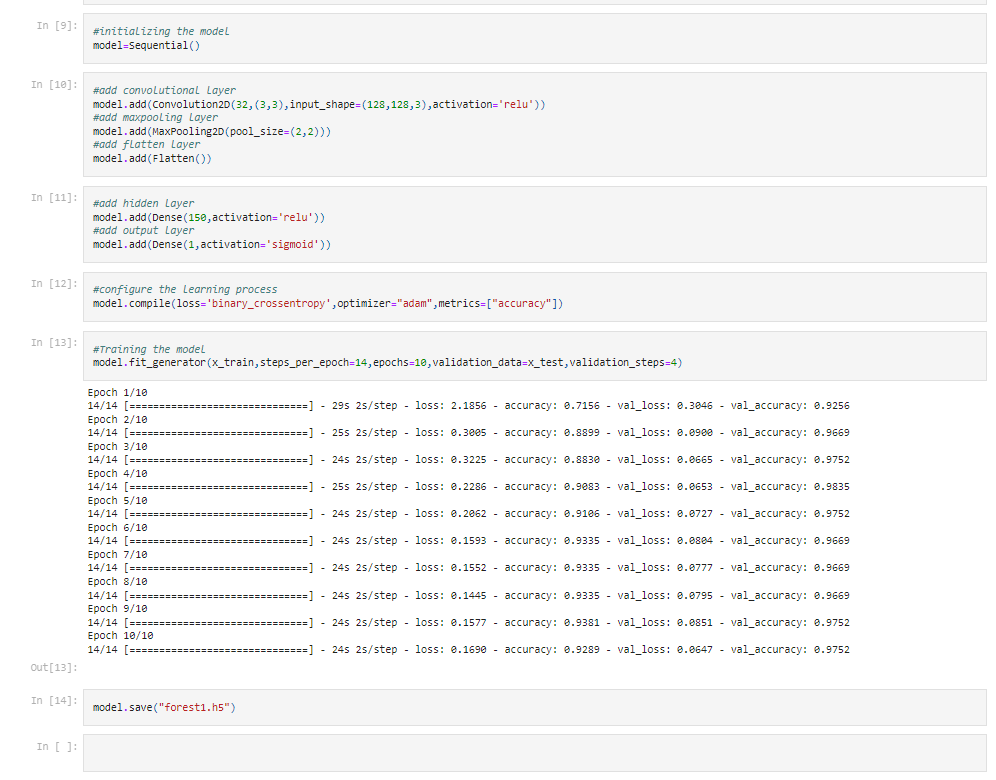 In [9]:
#initializing the model
model=Sequential()
In [10]:
#add convolutional layer
model.add(Convolution2D(32,(3,3),input_shape=(128,128,3),activation='relu'))
#add maxpooling layer
model.add(MaxPooling2D(pool_size=(2,2)))
#add flatten layer
model.add(Flatten())
In [11]:
#add hidden layer
model.add(Dense(150,activation='relu'))
#add output layer
model.add(Dense(1,activation='sigmoid'))
In [12]:
#configure the learning process
model.compile(loss='binary_crossentropy',optimizer="adam",metrics=["accuracy"])
In [13]:
#Training the model
model.fit_generator(x_train,steps_per_epoch=14,epochs=10,validation_data=x_test,validation_steps=4)
Epoch 1/10
14/14 [==============================] - 29s 2s/step - loss: 2.1856 - accuracy: 0.7156 - val_loss: 0.3046 - val_accuracy: 0.9256
Epoch 2/10
14/14 [==============================] - 25s 2s/step - loss: 0.3005 - accuracy: 0.8899 - val_loss: 0.0900 - val_accuracy: 0.9669
Epoch 3/10
14/14 [==============================] - 24s 2s/step - loss: 0.3225 - accuracy: 0.8830 - val_loss: 0.0665 - val_accuracy: 0.9752
Epoch 4/10
14/14 [==============================] - 25s 2s/step - loss: 0.2286 - accuracy: 0.9083 - val_loss: 0.0653 - val_accuracy: 0.9835
Epoch 5/10
14/14 [==============================] - 24s 2s/step - loss: 0.2062 - accuracy: 0.9106 - val_loss: 0.0727 - val_accuracy: 0.9752
Epoch 6/10
14/14 [==============================] - 24s 2s/step - loss: 0.1593 - accuracy: 0.9335 - val_loss: 0.0804 - val_accuracy: 0.9669
Epoch 7/10
14/14 [==============================] - 24s 2s/step - loss: 0.1552 - accuracy: 0.9335 - val_loss: 0.0777 - val_accuracy: 0.9669
Epoch 8/10
14/14 [==============================] - 24s 2s/step - loss: 0.1445 - accuracy: 0.9335 - val_loss: 0.0795 - val_accuracy: 0.9669
Epoch 9/10
14/14 [==============================] - 24s 2s/step - loss: 0.1577 - accuracy: 0.9381 - val_loss: 0.0851 - val_accuracy: 0.9752
Epoch 10/10
14/14 [==============================] - 24s 2s/step - loss: 0.1690 - accuracy: 0.9289 - val_loss: 0.0647 - val_accuracy: 0.9752
Out[13]:
In [14]:
model.save("forest1.h5")
In [ ]: